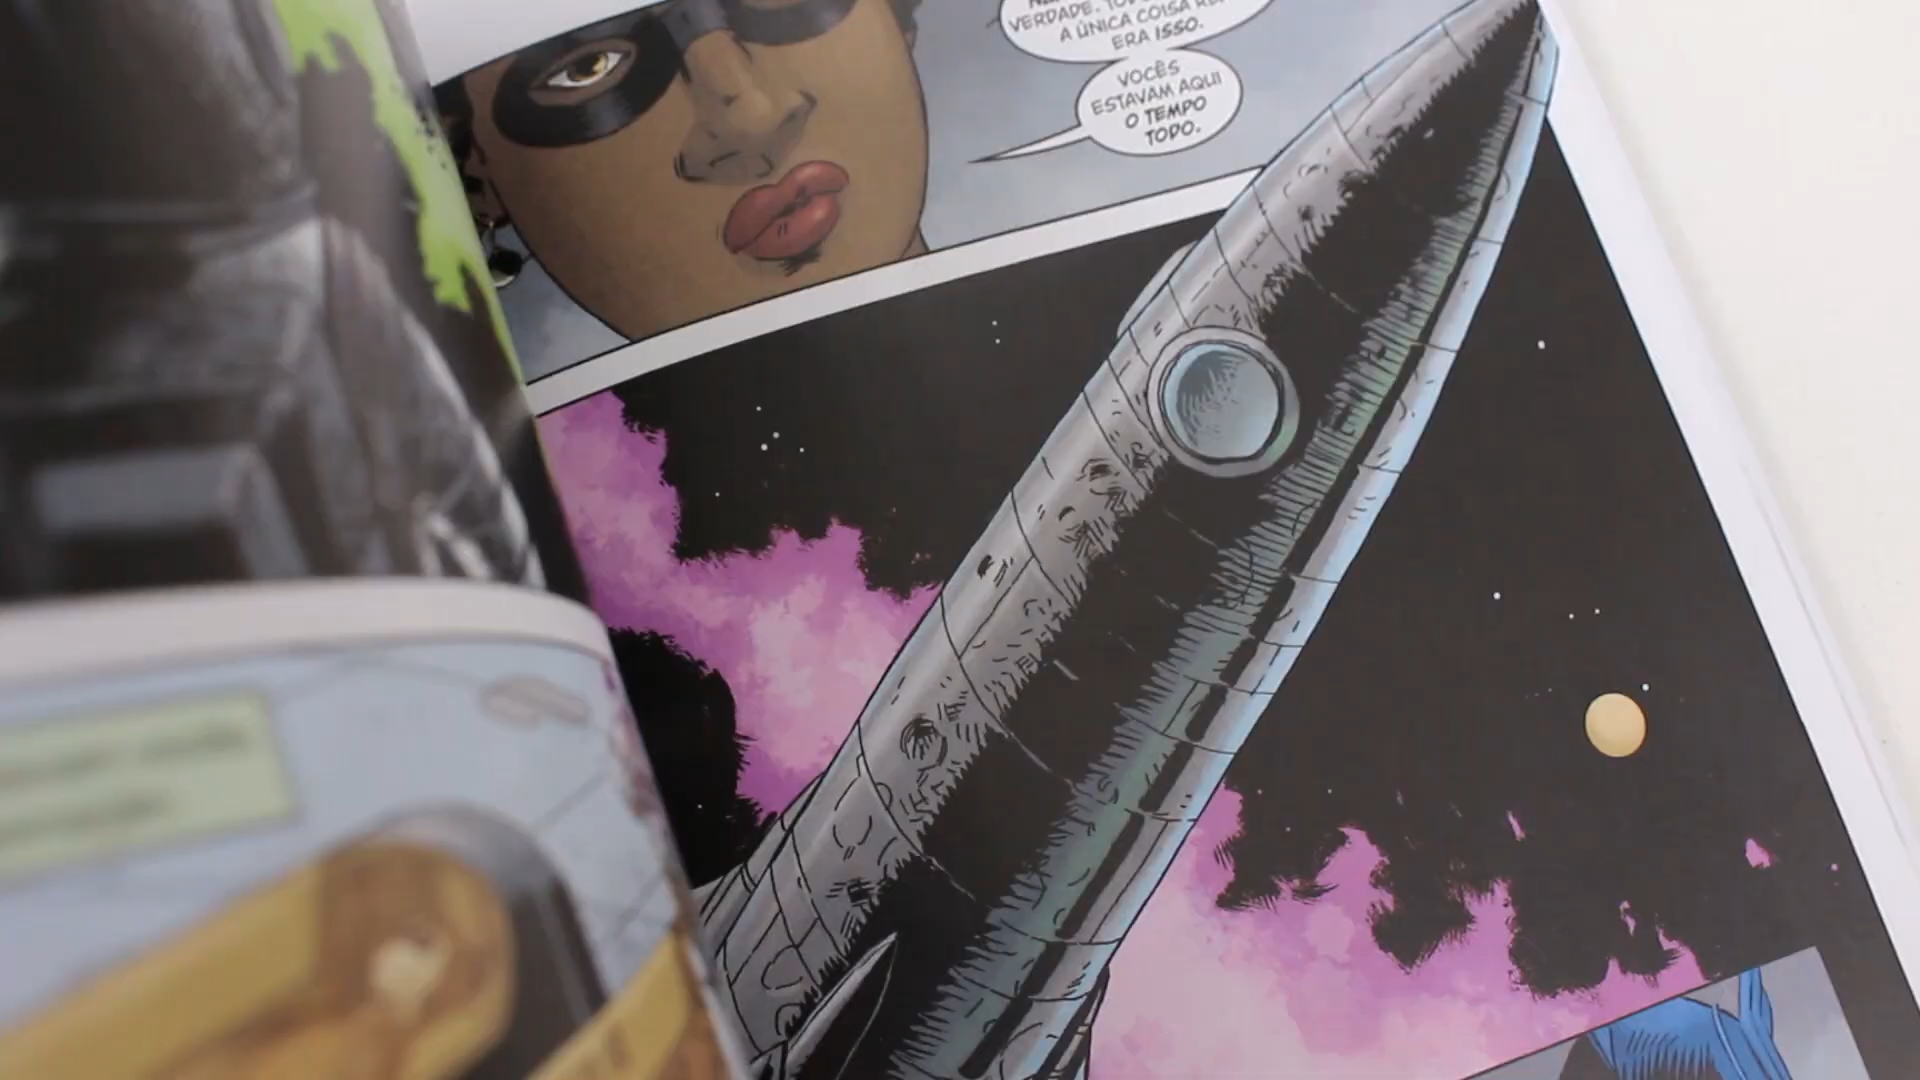 VERDADE.
A ÚNICA COISA
ERA ISSO.
VOCÊS
ESTAVAM AQUI
O TEMPO
TODO.